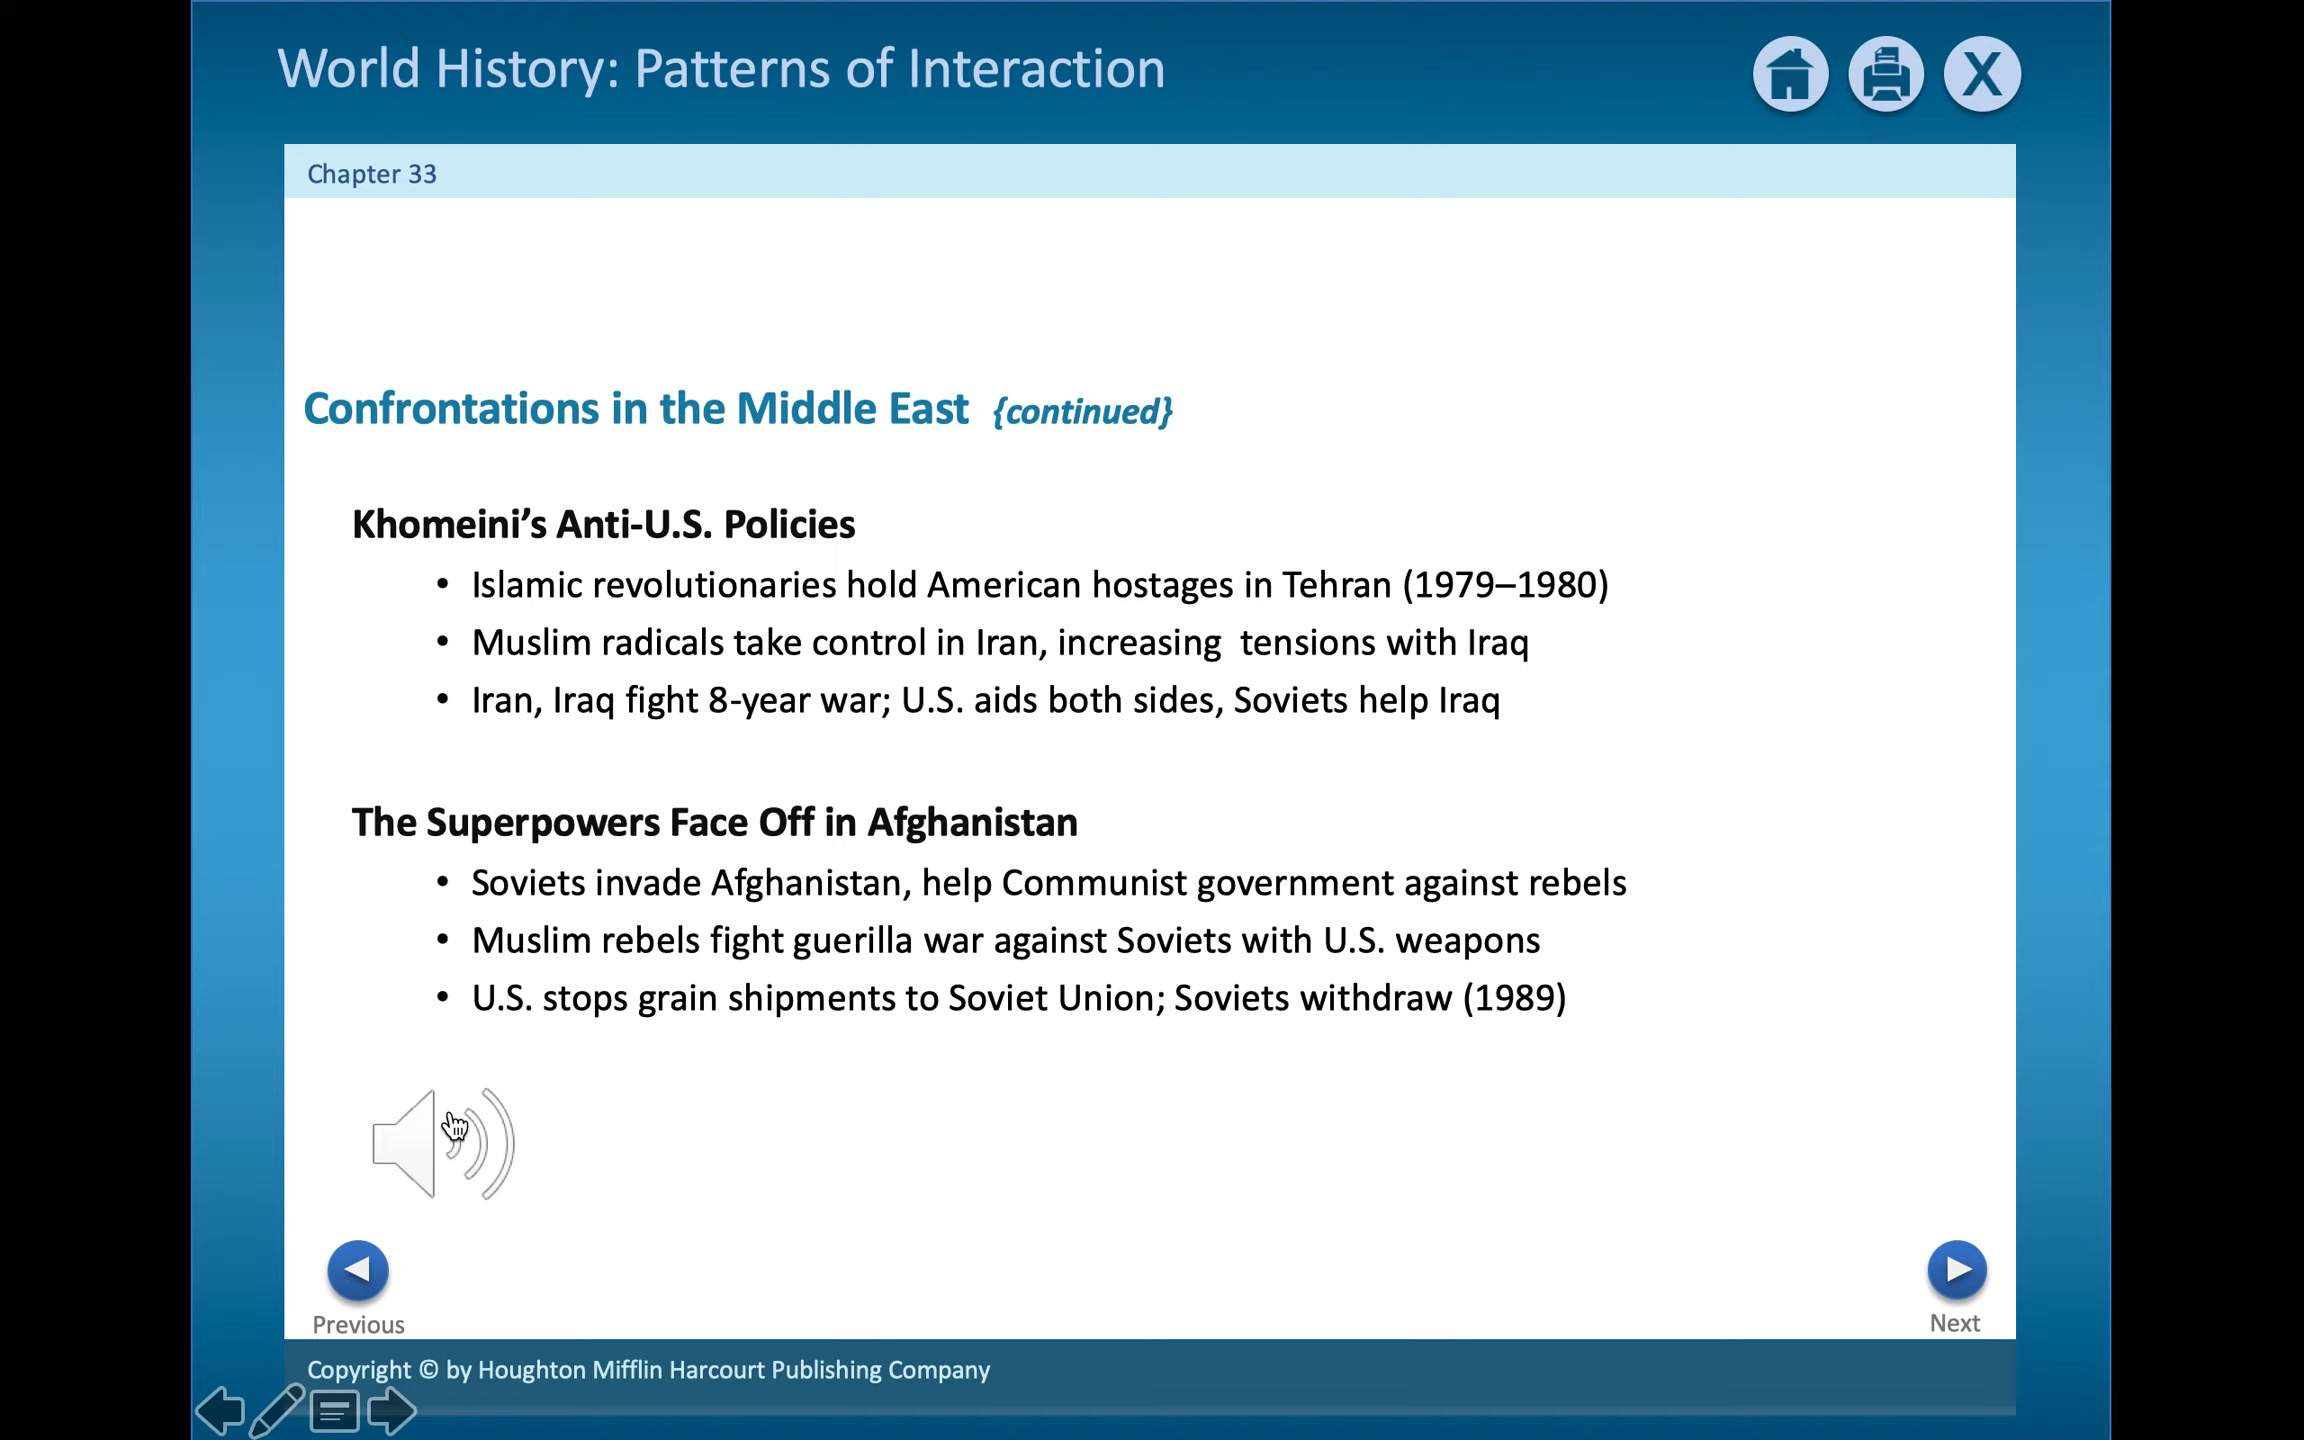 World History: Patterns of Interaction
X
Chapter 33
Confrontations in the Middle East {continued}
Khomeini’s Anti-U.S. Policies
• Islamic revolutionaries hold American hostages in Tehran (1979–1980)
• Muslim radicals take control in Iran, increasing  tensions with Iraq
• Iran, Iraq fight 8-year war; U.S. aids both sides, Soviets help Iraq
The Superpowers Face Off in Afghanistan
• Soviets invade Afghanistan, help Communist government against rebels
• Muslim rebels fight guerilla war against Soviets with U.S. weapons
• U.S. stops grain shipments to Soviet Union; Soviets withdraw (1989)
Previous
Next
Copyright © by Houghton Mifflin Harcourt Publishing Company